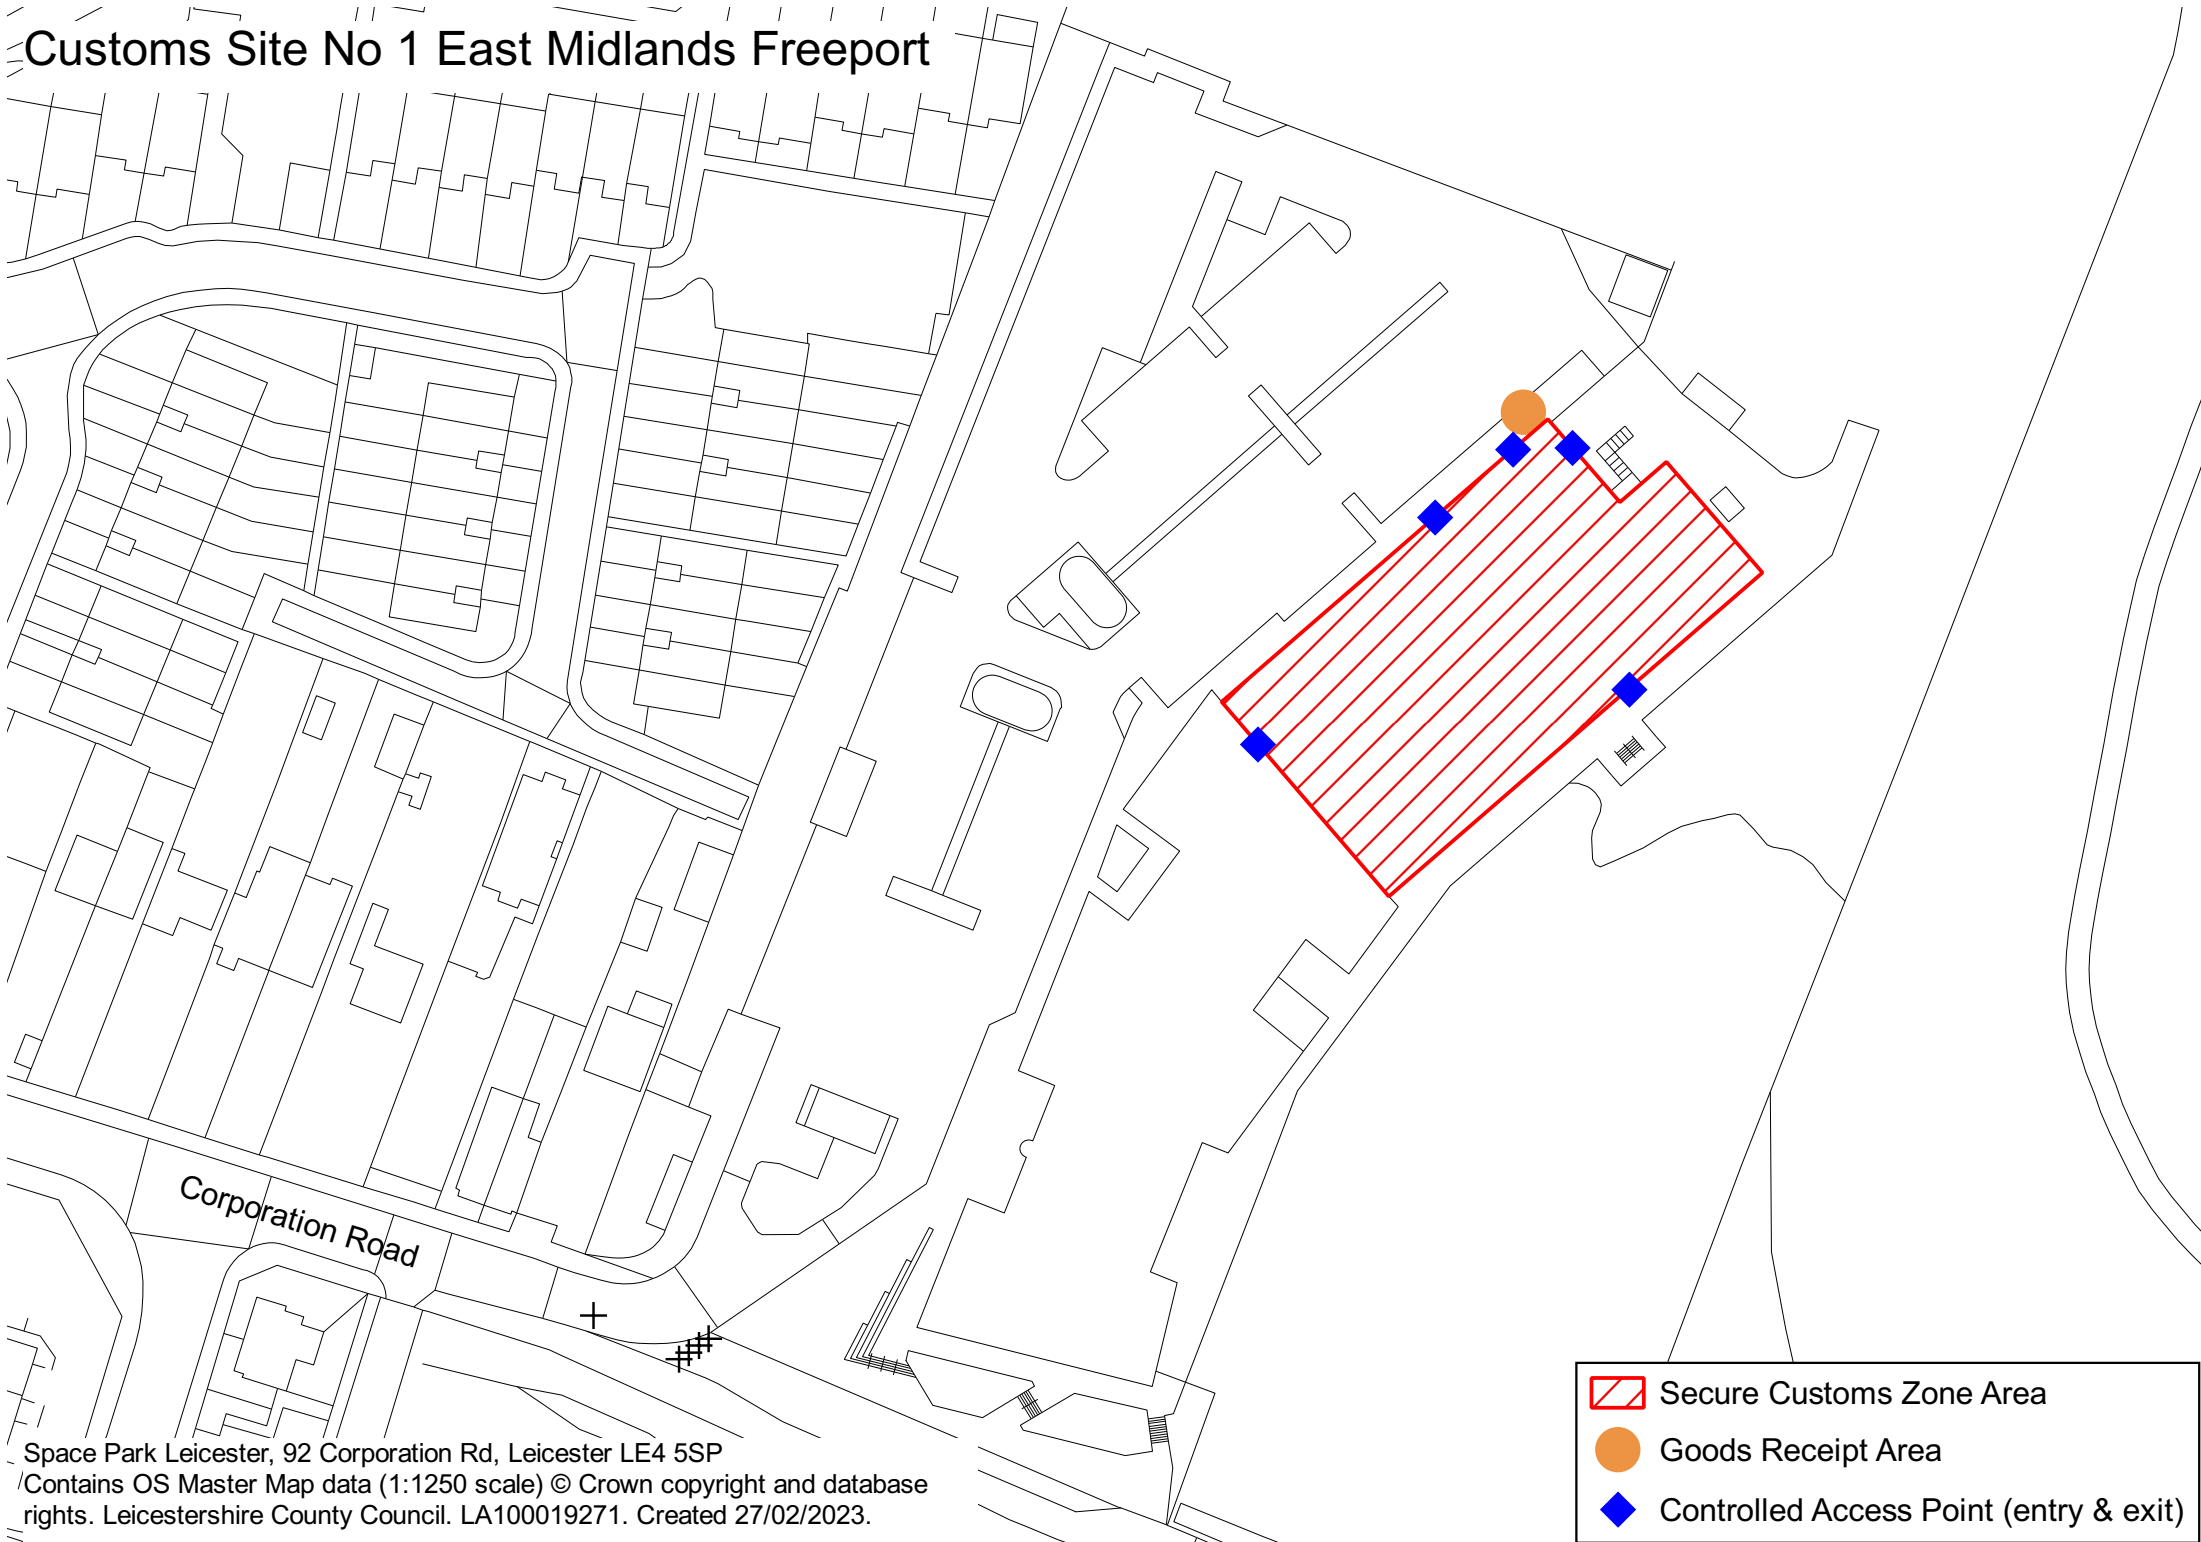 Customs Site No 1 East Midlands Freeport
Corporation Road
Secure Customs Zone Area
Goods Receipt Area
Controlled Access Point (entry & exit)
Space Park Leicester, 92 Corporation Rd, Leicester LE4 5SP
Contains OS Master Map data (1:1250 scale) © Crown copyright and database
rights. Leicestershire County Council. LA100019271. Created 27/02/2023.